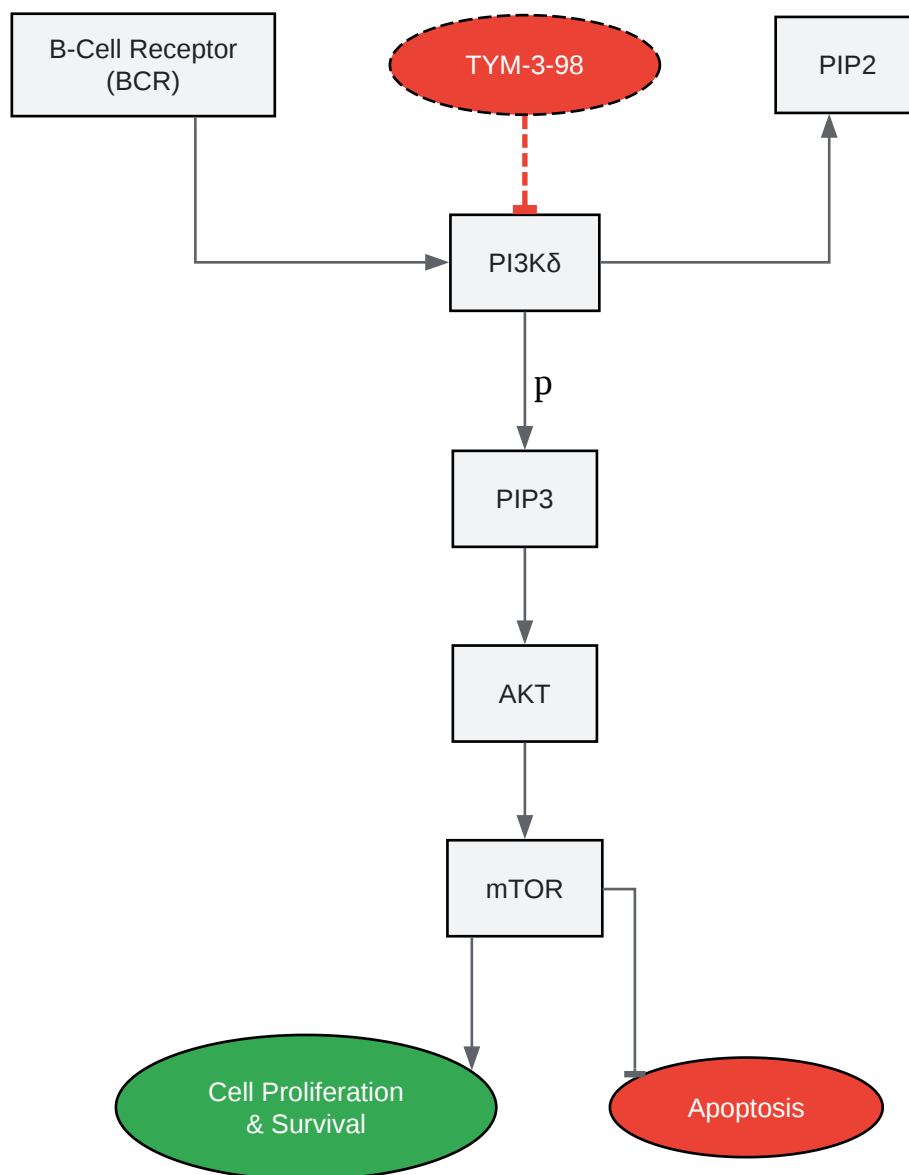 B-Cell Receptor
(BCR)
TYM-3-98
PIP2
PI3Kδ
p
PIP3
AKT
mTOR
Cell Proliferation
& Survival
Apoptosis